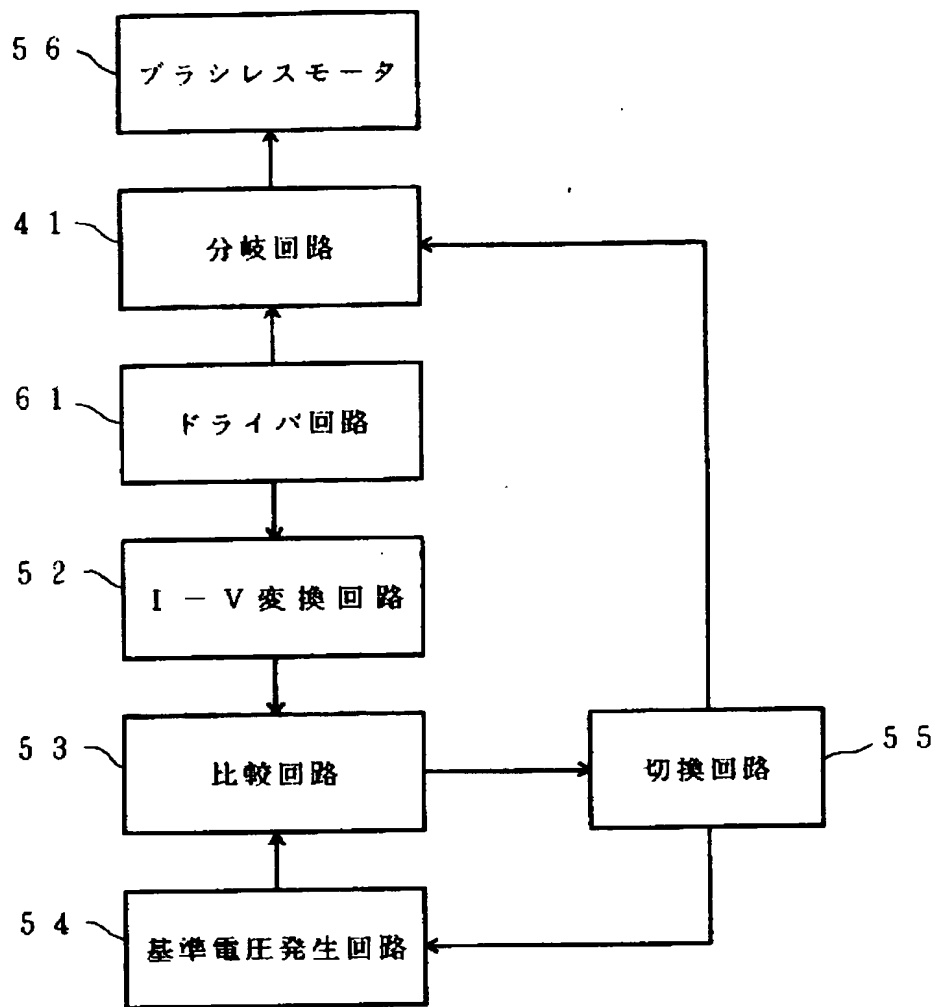 56
ブラシレスモータ
41
分岐回路
61
ドライバ回路
52
I－V変換回路
53
比較回路
55
切換回路
54
基準電圧発生回路